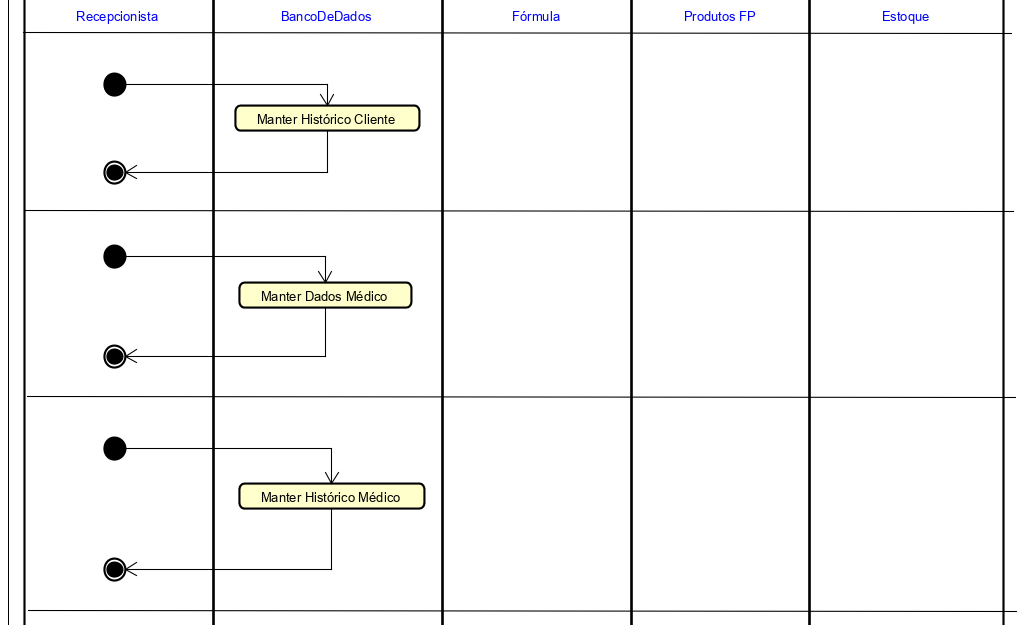 Recepcionista
BancoDeDados
Fórmula
Produtos FP
Estoque
Manter Histórico Cliente
Manter Dados Médico
Manter Histórico Médico